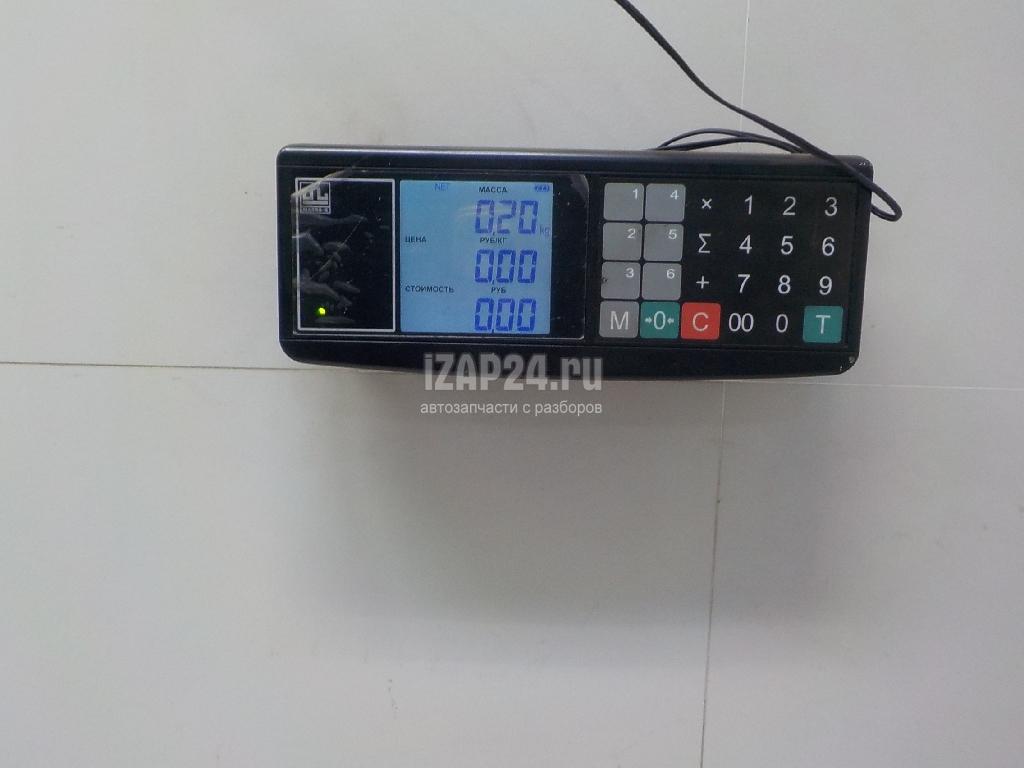 NET МАССА
0,20 kg
ЦЕНА РУБ/КГ
0,00
СТОИМОСТЬ РУБ
0,00
1 4 × 1 2 3
2 5 Σ 4 5 6
3 6 + 7 8 9
M →0← C 00 0 T
iZAP24.ru
автозапчасти с разборов